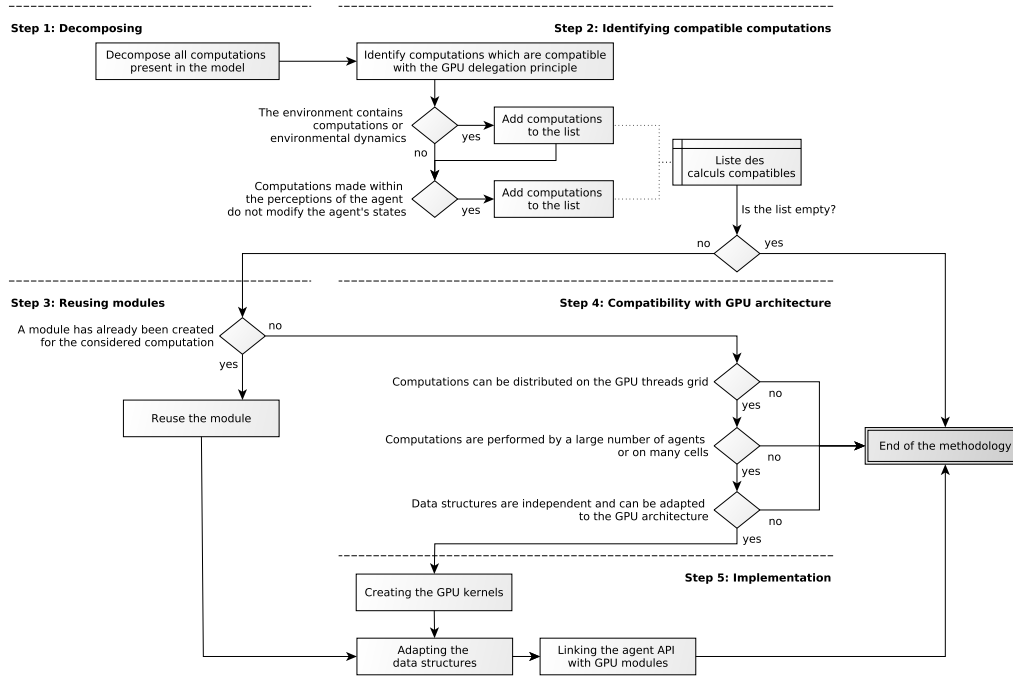 Step 1: Decomposing
Step 2: Identifying compatible computations
Decompose all computations
present in the model
Identify computations which are compatible
with the GPU delegation principle
The environment contains
computations or
environmental dynamics
yes
no
Add computations
to the list
Computations made within
the perceptions of the agent
do not modify the agent's states
yes
Add computations
to the list
Liste des
calculs compatibles
Is the list empty?
no
yes
Step 3: Reusing modules
Step 4: Compatibility with GPU architecture
A module has already been created
for the considered computation
no
yes
Reuse the module
Computations can be distributed on the GPU threads grid
no
yes
Computations are performed by a large number of agents
or on many cells
no
yes
Data structures are independent and can be adapted
to the GPU architecture
no
yes
End of the methodology
Step 5: Implementation
Creating the GPU kernels
Adapting the
data structures
Linking the agent API
with GPU modules